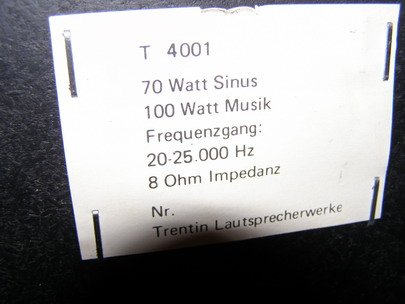 T 4001
70 Watt Sinus
100 Watt Musik
Frequenzgang:
20-25.000 Hz
8 Ohm Impedanz
Nr.
Trentin Lautsprecherwerke